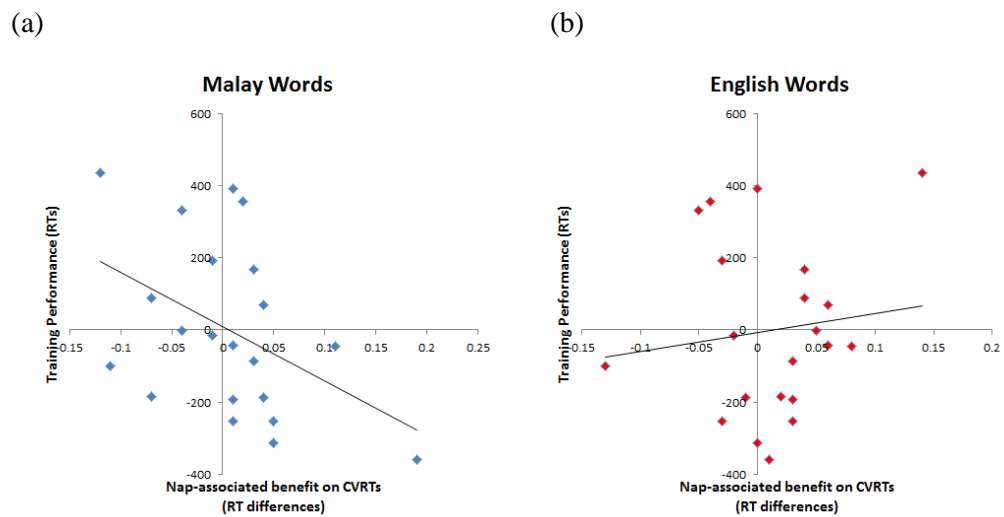 (a)
(b)
Malay Words
English Words
Training Performance (RTs)
600
400
200
0
-200
-400
-0.15
-0.1
-0.05
0
0.05
0.1
0.15
0.2
0.25
Nap-associated benefit on CVRTs
(RT differences)
Training Performance (RTs)
600
400
200
0
-200
-400
-0.15
-0.1
-0.05
0
0.05
0.1
0.15
0.2
Nap-associated benefit on CVRTs
(RT differences)